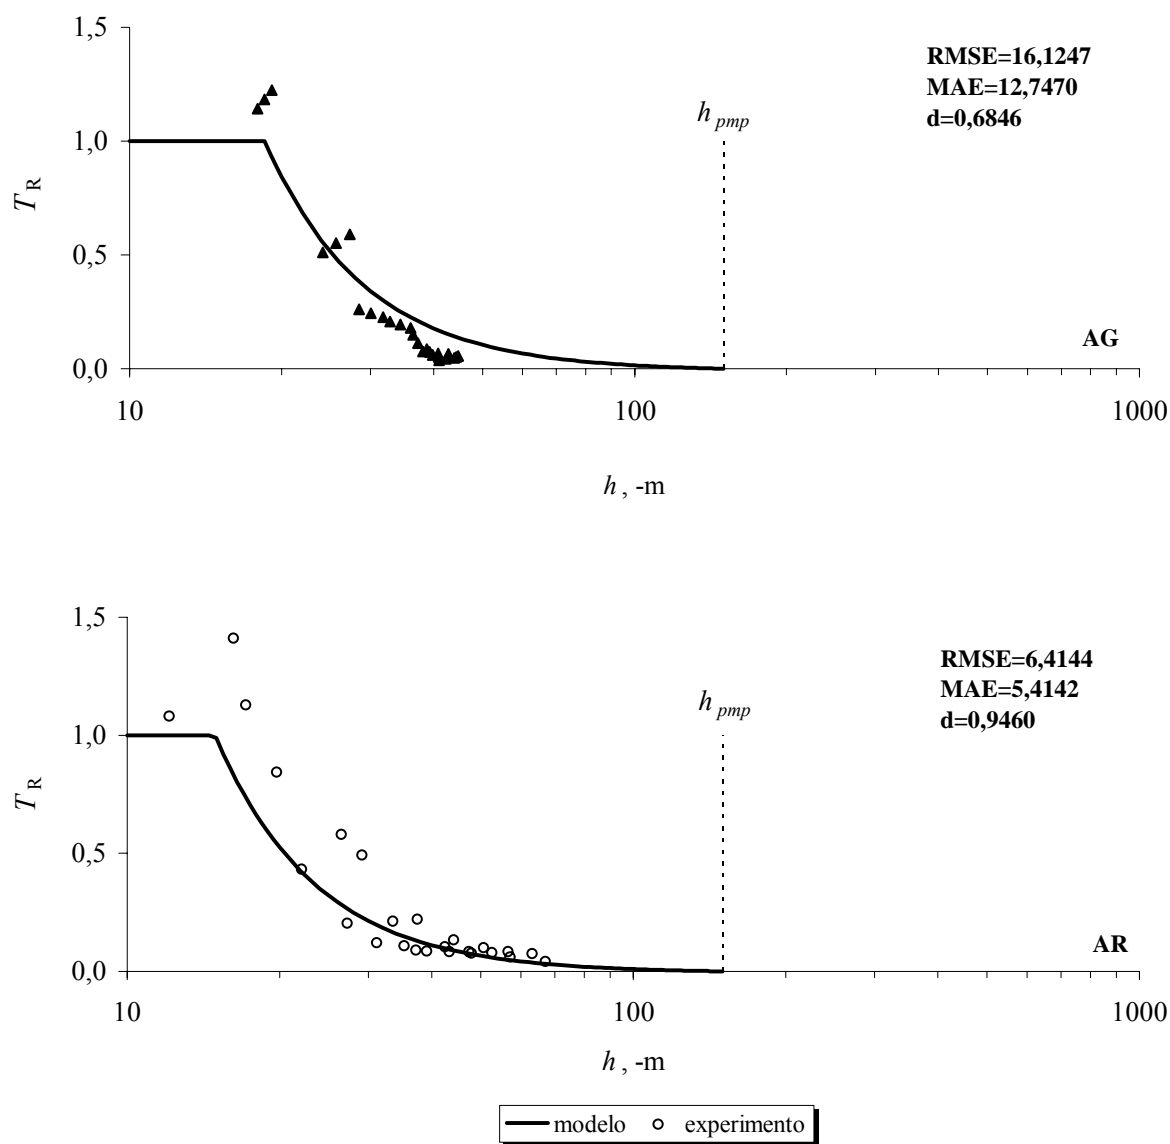 1,5
RMSE=16,1247
MAE=12,7470
d=0,6846
h pmp
1,0
T R
0,5
AG
0,0
10 100 1000
h , -m
1,5
RMSE=6,4144
MAE=5,4142
d=0,9460
h pmp
1,0
T R
0,5
AR
0,0
10 100 1000
h , -m
modelo experimento